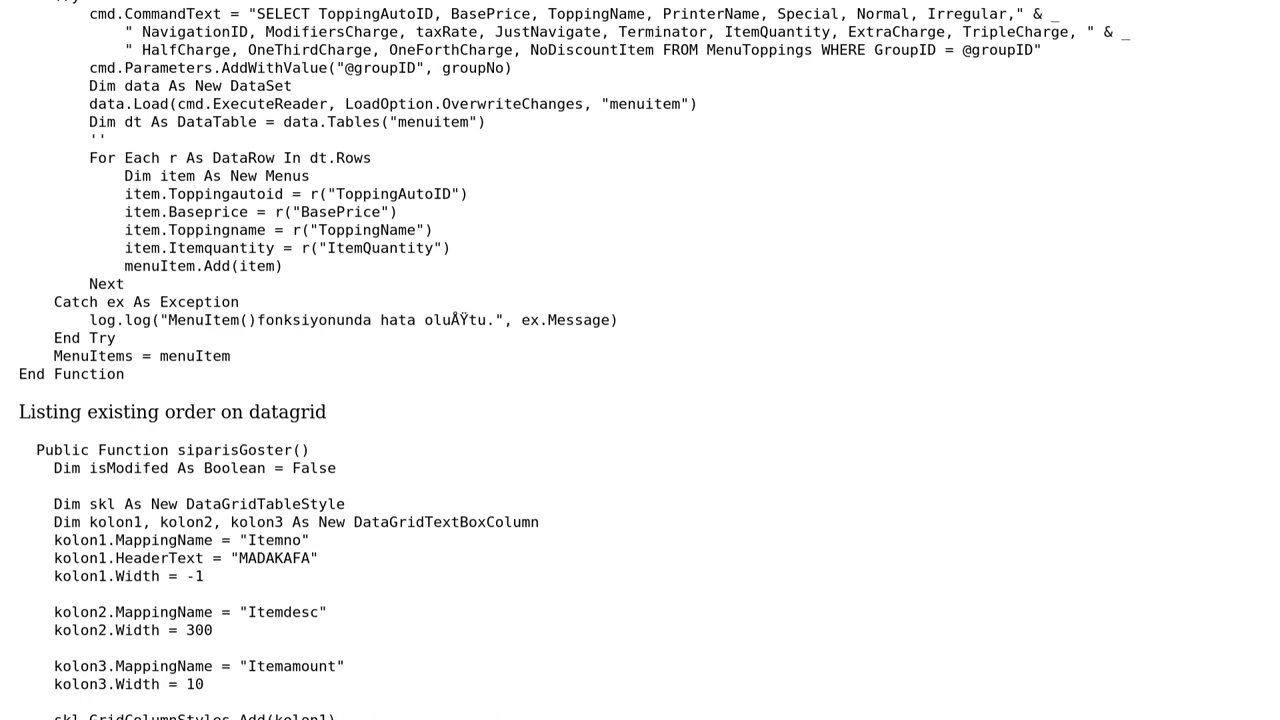 cmd.CommandText = "SELECT ToppingAutoID, BasePrice, ToppingName, PrinterName, Special, Normal, Irregular," & _
" NavigationID, ModifiersCharge, taxRate, JustNavigate, Terminator, ItemQuantity, ExtraCharge, TripleCharge, " & _
" HalfCharge, OneThirdCharge, OneForthCharge, NoDiscountItem FROM MenuToppings WHERE GroupID = @groupID"
cmd.Parameters.AddWithValue("@groupID", groupNo)
Dim data As New DataSet
data.Load(cmd.ExecuteReader, LoadOption.OverwriteChanges, "menuitem")
Dim dt As DataTable = data.Tables("menuitem")
''
For Each r As DataRow In dt.Rows
Dim item As New Menus
item.Toppingautoid = r("ToppingAutoID")
item.Baseprice = r("BasePrice")
item.Toppingname = r("ToppingName")
item.Itemquantity = r("ItemQuantity")
menuItem.Add(item)
Next
Catch ex As Exception
log.log("MenuItem()fonksiyonunda hata oluÅŸtu.", ex.Message)
End Try
MenuItems = menuItem
End Function
Listing existing order on datagrid
Public Function siparisGoster()
Dim isModifed As Boolean = False
Dim skl As New DataGridTableStyle
Dim kolon1, kolon2, kolon3 As New DataGridTextBoxColumn
kolon1.MappingName = "Itemno"
kolon1.HeaderText = "MADAKAFA"
kolon1.Width = -1
kolon2.MappingName = "Itemdesc"
kolon2.Width = 300
kolon3.MappingName = "Itemamount"
kolon3.Width = 10
skl.GridColumnStyles.Add(kolon1)